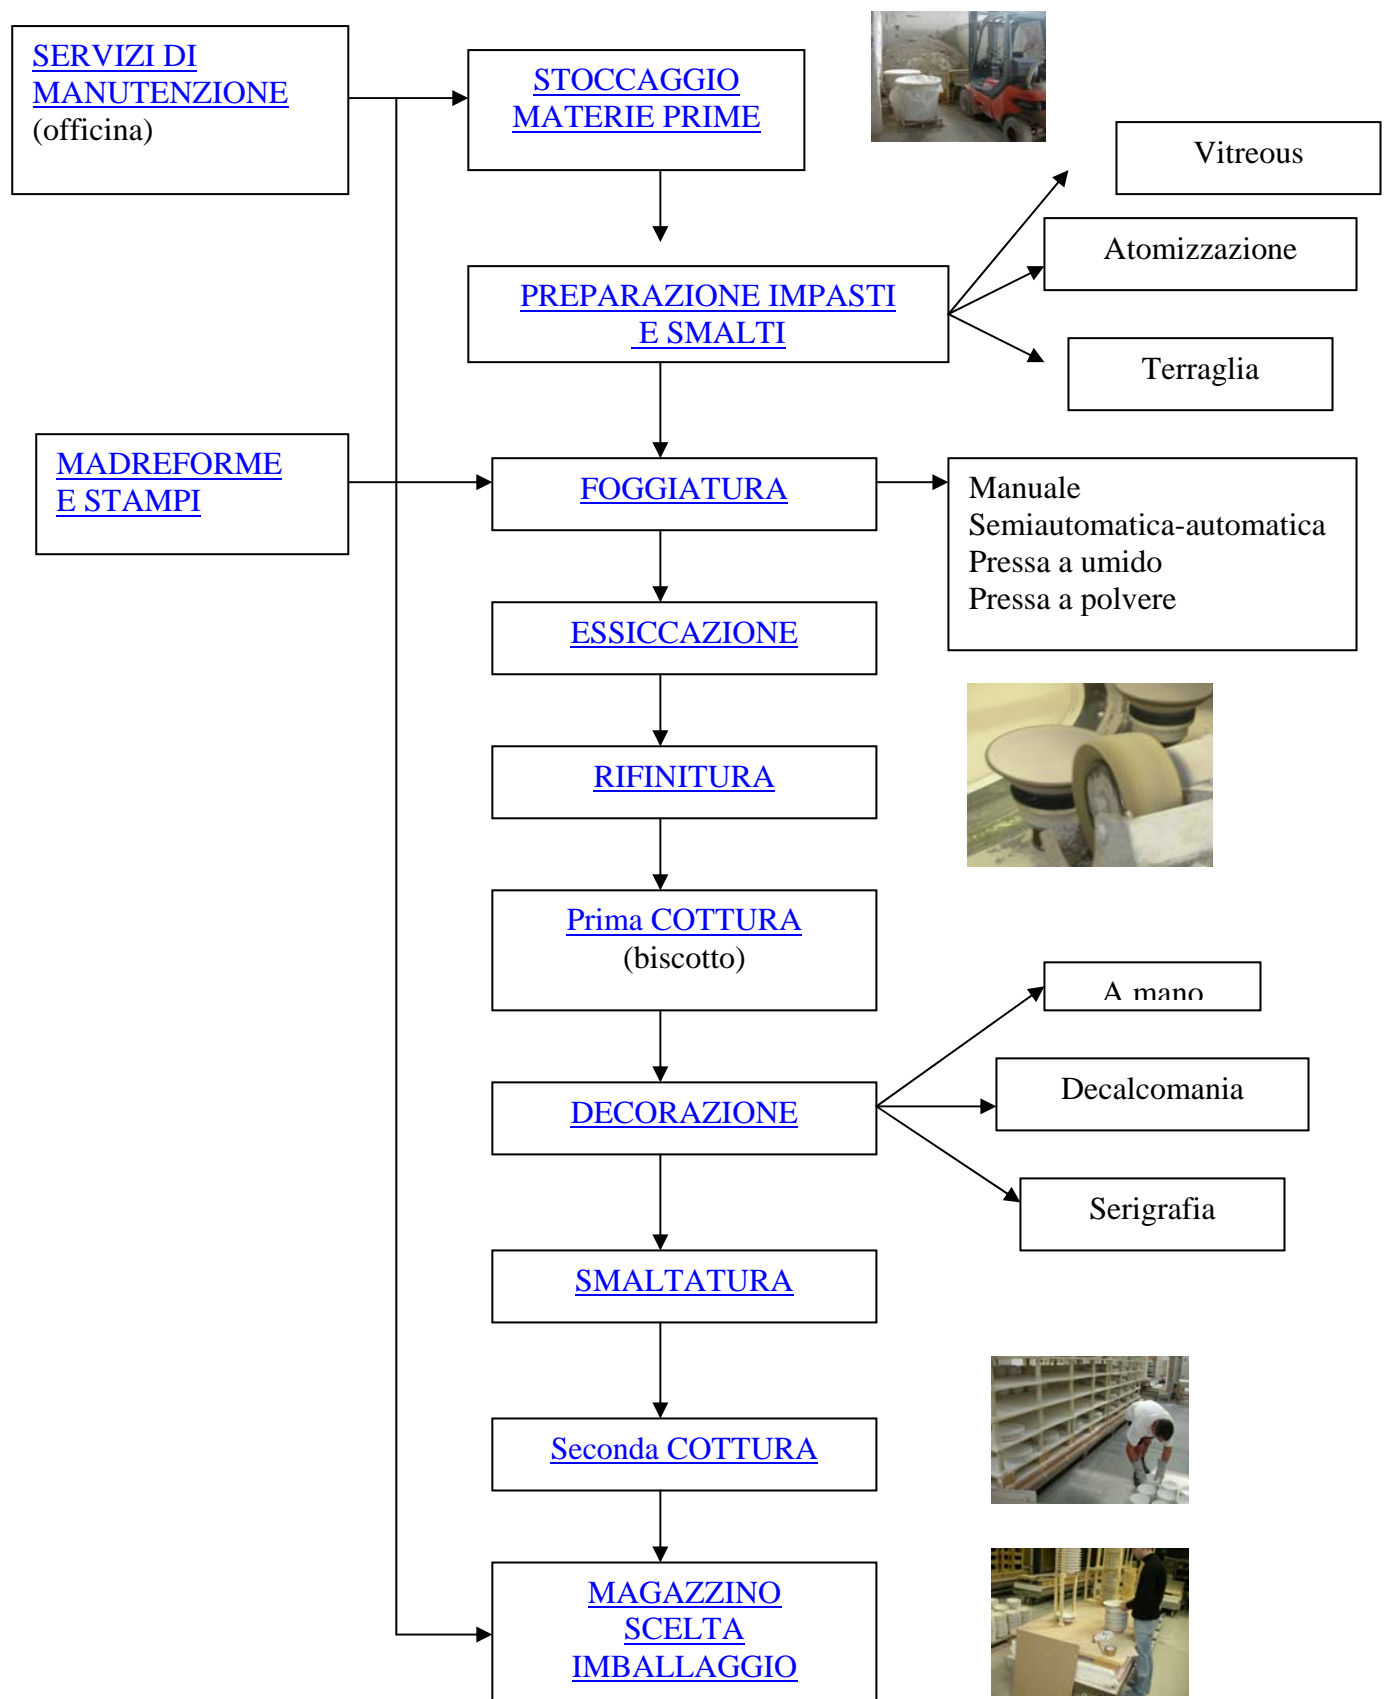 SERVIZI DI
MANUTENZIONE
(officina)
STOCCAGGIO
MATERIE PRIME
Vitreous
Atomizzazione
PREPARAZIONE IMPASTI
E SMALTI
Terraglia
MADREFORME
E STAMPI
FOGGIATURA
Manuale
Semiautomatica-automatica
Pressa a umido
Pressa a polvere
ESSICCAZIONE
RIFINITURA
Prima COTTURA
(biscotto)
A mano
DECORAZIONE
Decalcomania
Serigrafia
SMALTATURA
Seconda COTTURA
MAGAZZINO
SCELTA
IMBALLAGGIO